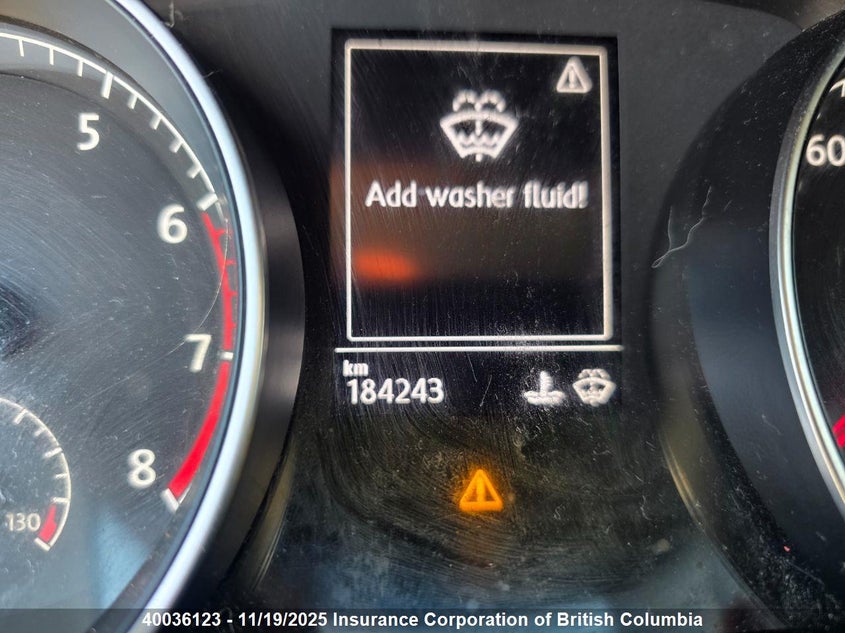 5
6
7
8
130
Add washer fluid!
km
184243
60
40036123 - 11/19/2025 Insurance Corporation of British Columbia